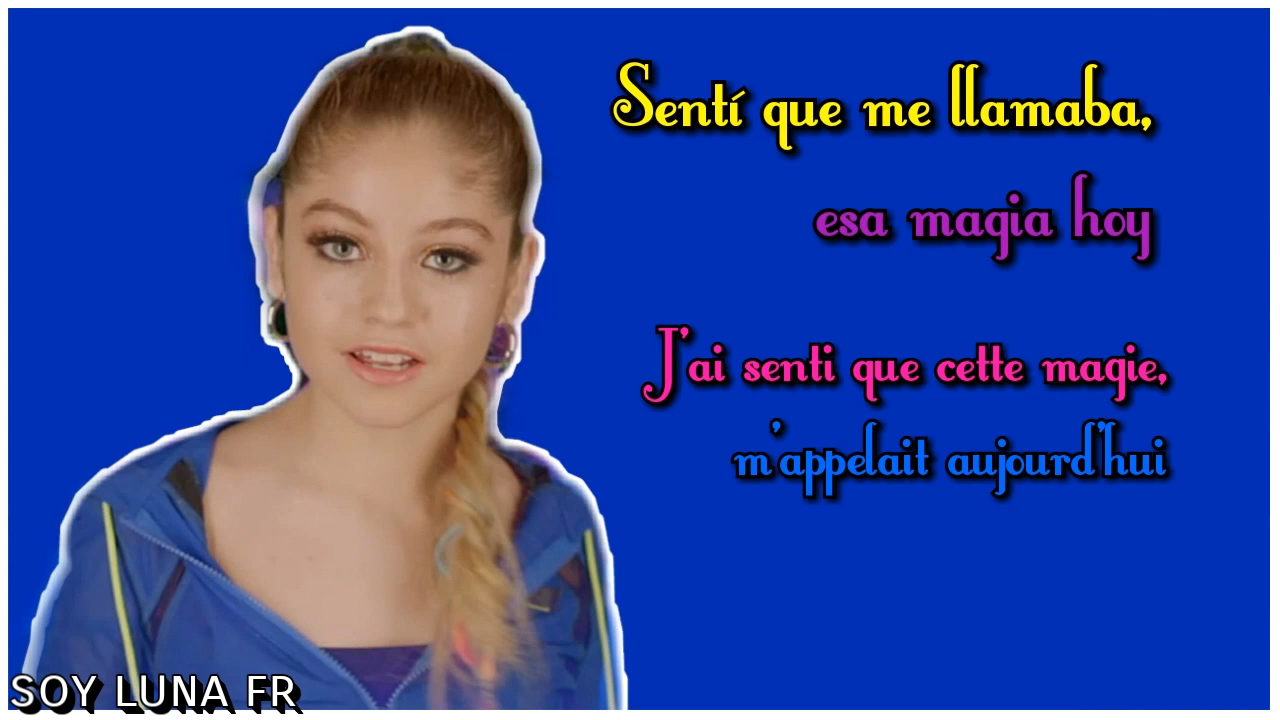 Sentí que me llamaba,
esa magia hoy
J'ai senti que cette magie,
m'appelait aujourd'hui
SOY LUNA FR